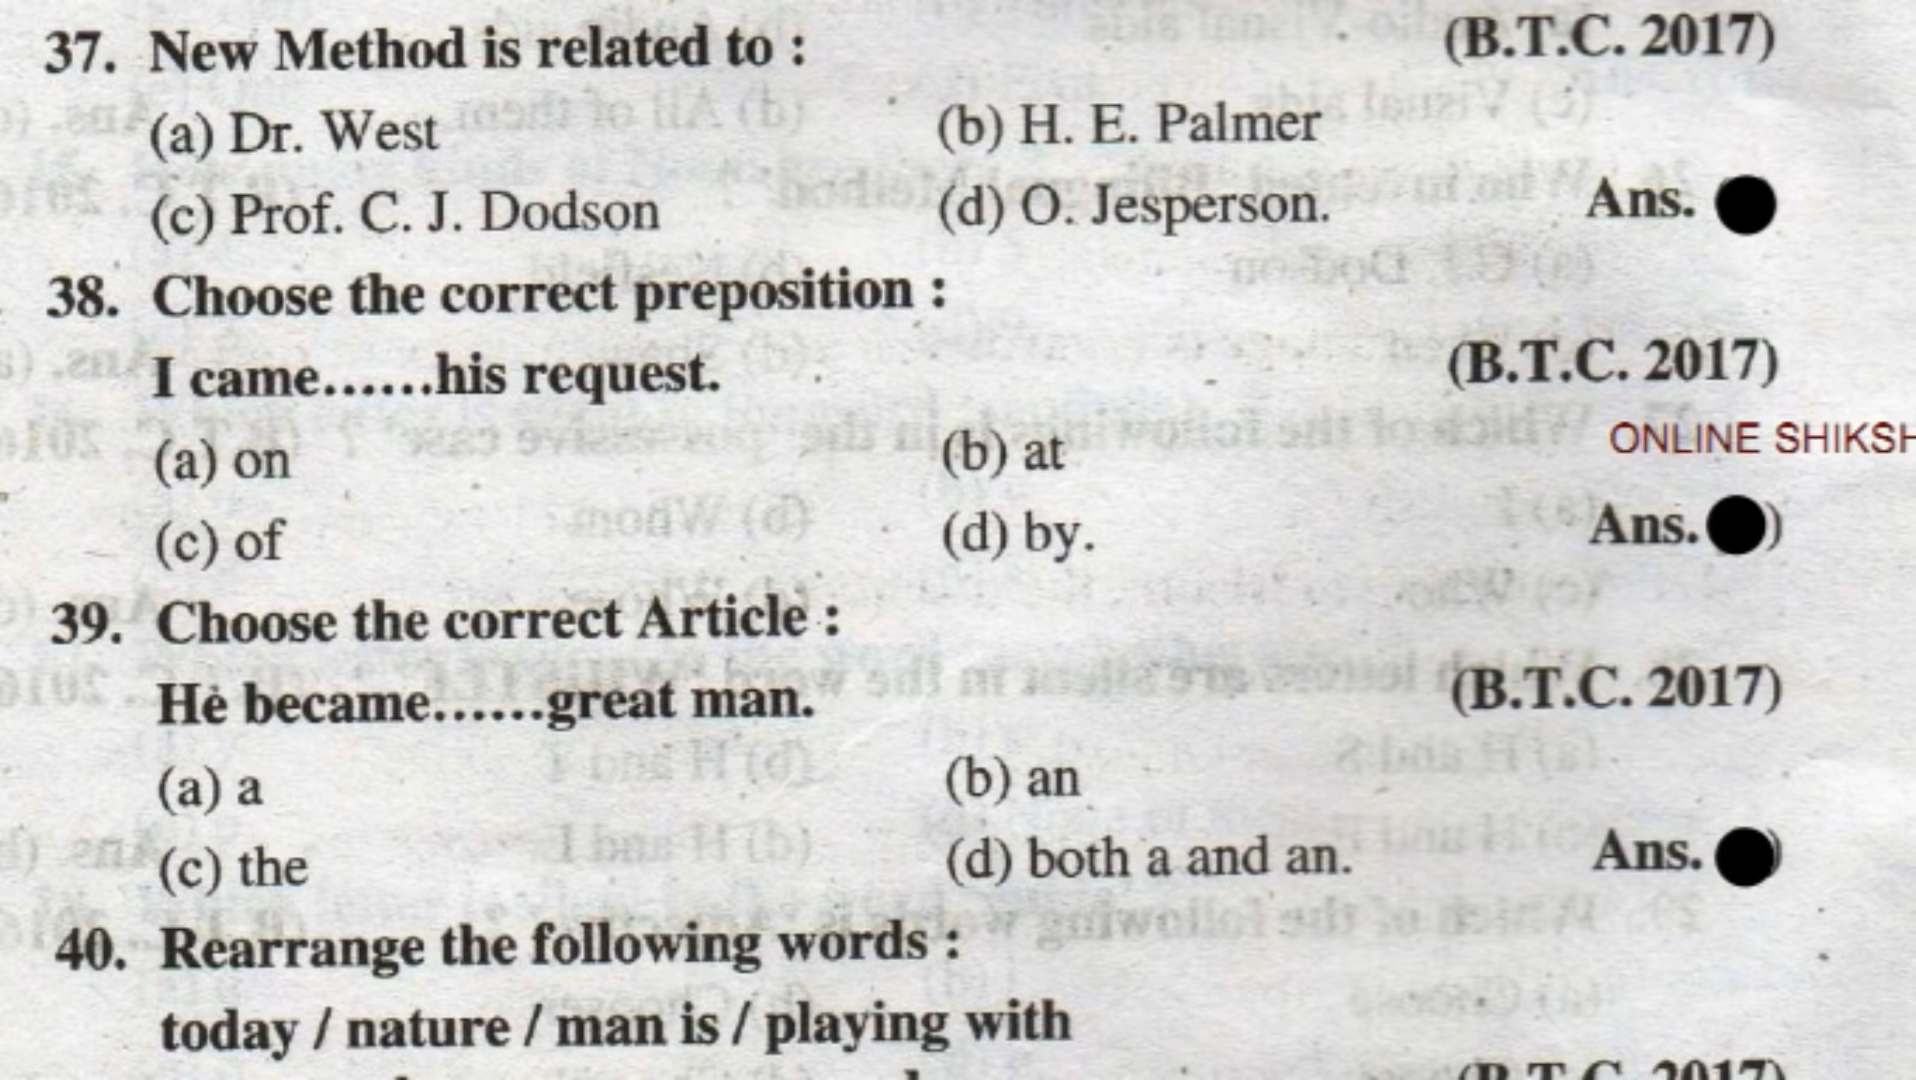 37. New Method is related to : (B.T.C. 2017)
(a) Dr. West (b) H. E. Palmer
(c) Prof. C. J. Dodson (d) O. Jesperson. Ans.
38. Choose the correct preposition :
I came......his request. (B.T.C. 2017)
ONLINE SHIKSH
(a) on (b) at
(c) of (d) by. Ans. )
39. Choose the correct Article :
He became......great man. (B.T.C. 2017)
(a) a (b) an
(c) the (d) both a and an. Ans. )
40. Rearrange the following words :
today / nature / man is / playing with
(B.T.C. 2017)